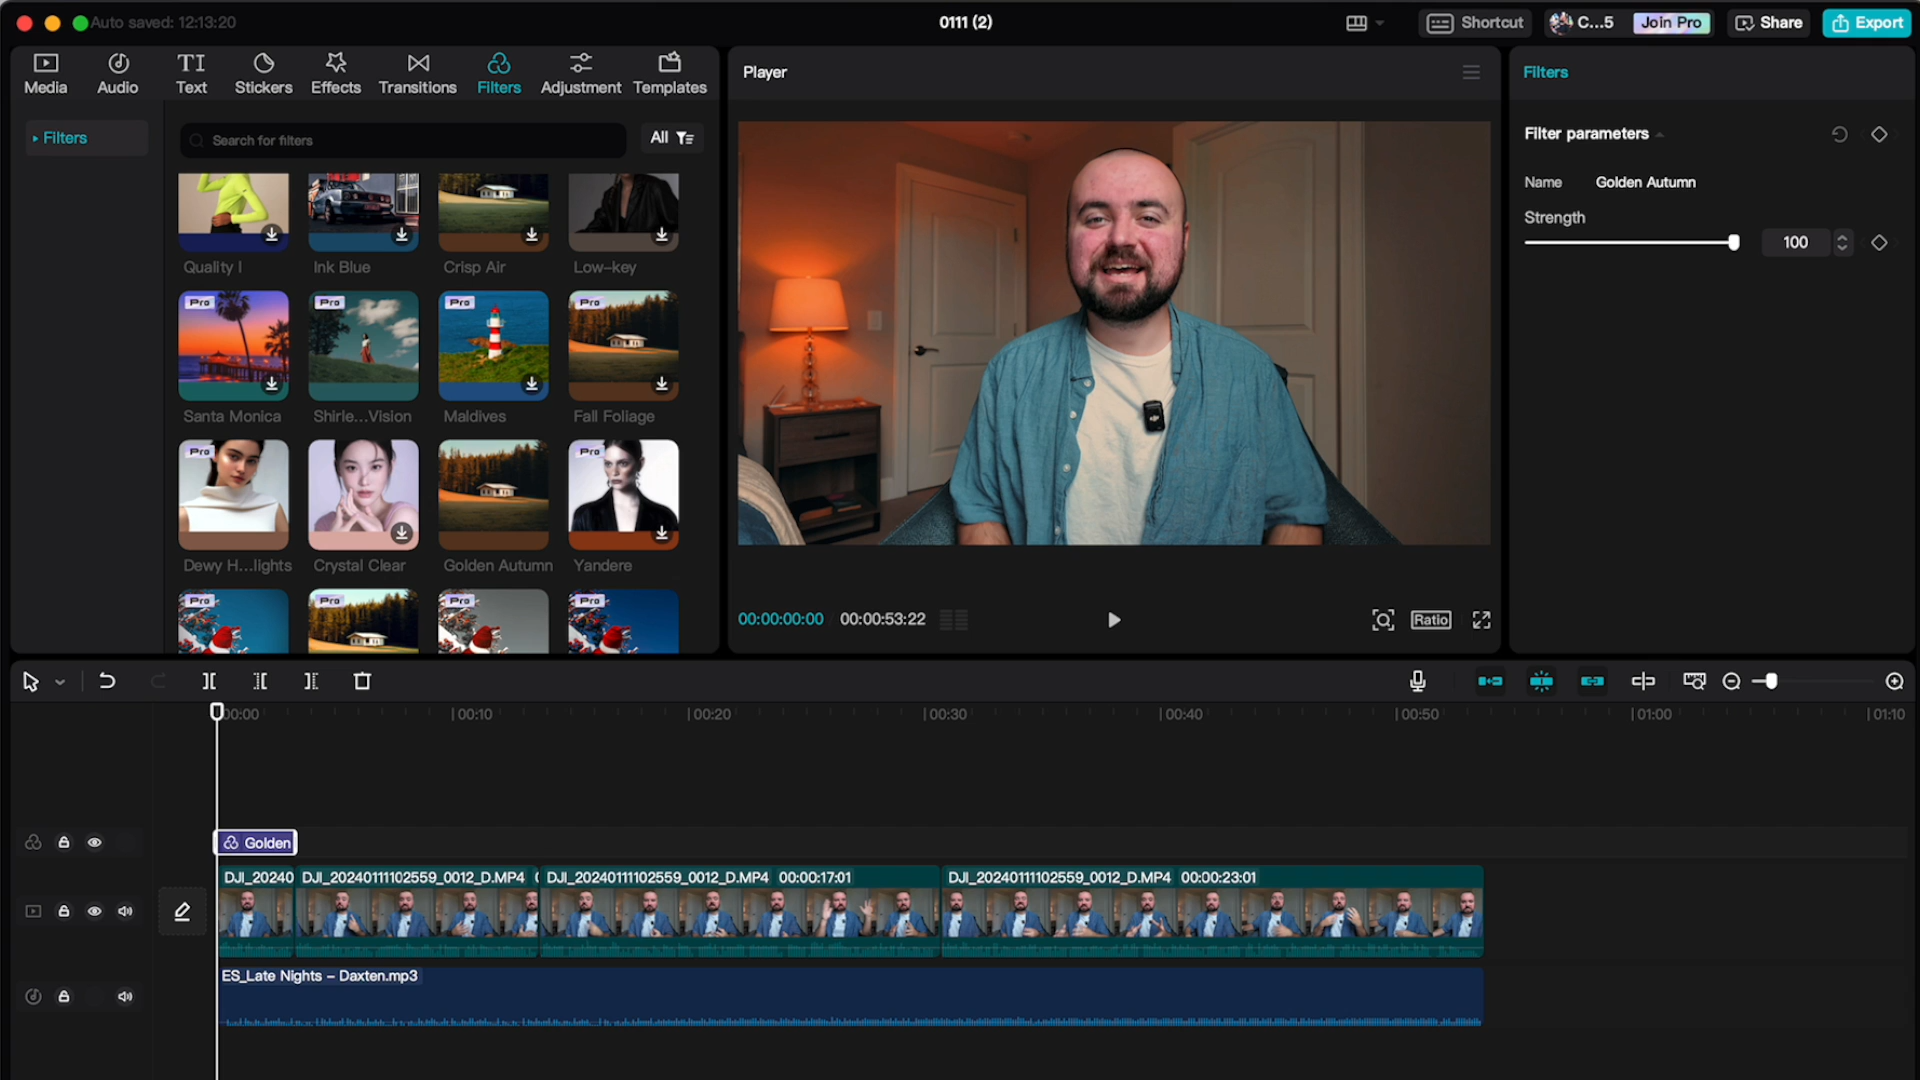 Auto saved: 12:13:20
0111 (2)
Shortcut
C...5
Join Pro
Share
Export
Media
Audio
TI
Text
Stickers
Effects
Transitions
Filters
Adjustment
Templates
Player
Filters
Filters
Search for filters
All
Filter parameters
Name
Golden Autumn
Strength
100
Quality I
Ink Blue
Crisp Air
Low-key
Pro
Pro
Pro
Pro
Santa Monica
Shirle...Vision
Maldives
Fall Foliage
Pro
Pro
Dewy H...lights
Crystal Clear
Golden Autumn
Yandere
Pro
Pro
Pro
Pro
00:00:00:00
00:00:53:22
Ratio
00:00
00:10
00:20
00:30
00:40
00:50
01:00
01:10
Golden
DJI_20240
DJI_20240111102559_0012_D.MP4
DJI_20240111102559_0012_D.MP4 00:00:17:01
DJI_20240111102559_0012_D.MP4 00:00:23:01
ES_Late Nights – Daxten.mp3